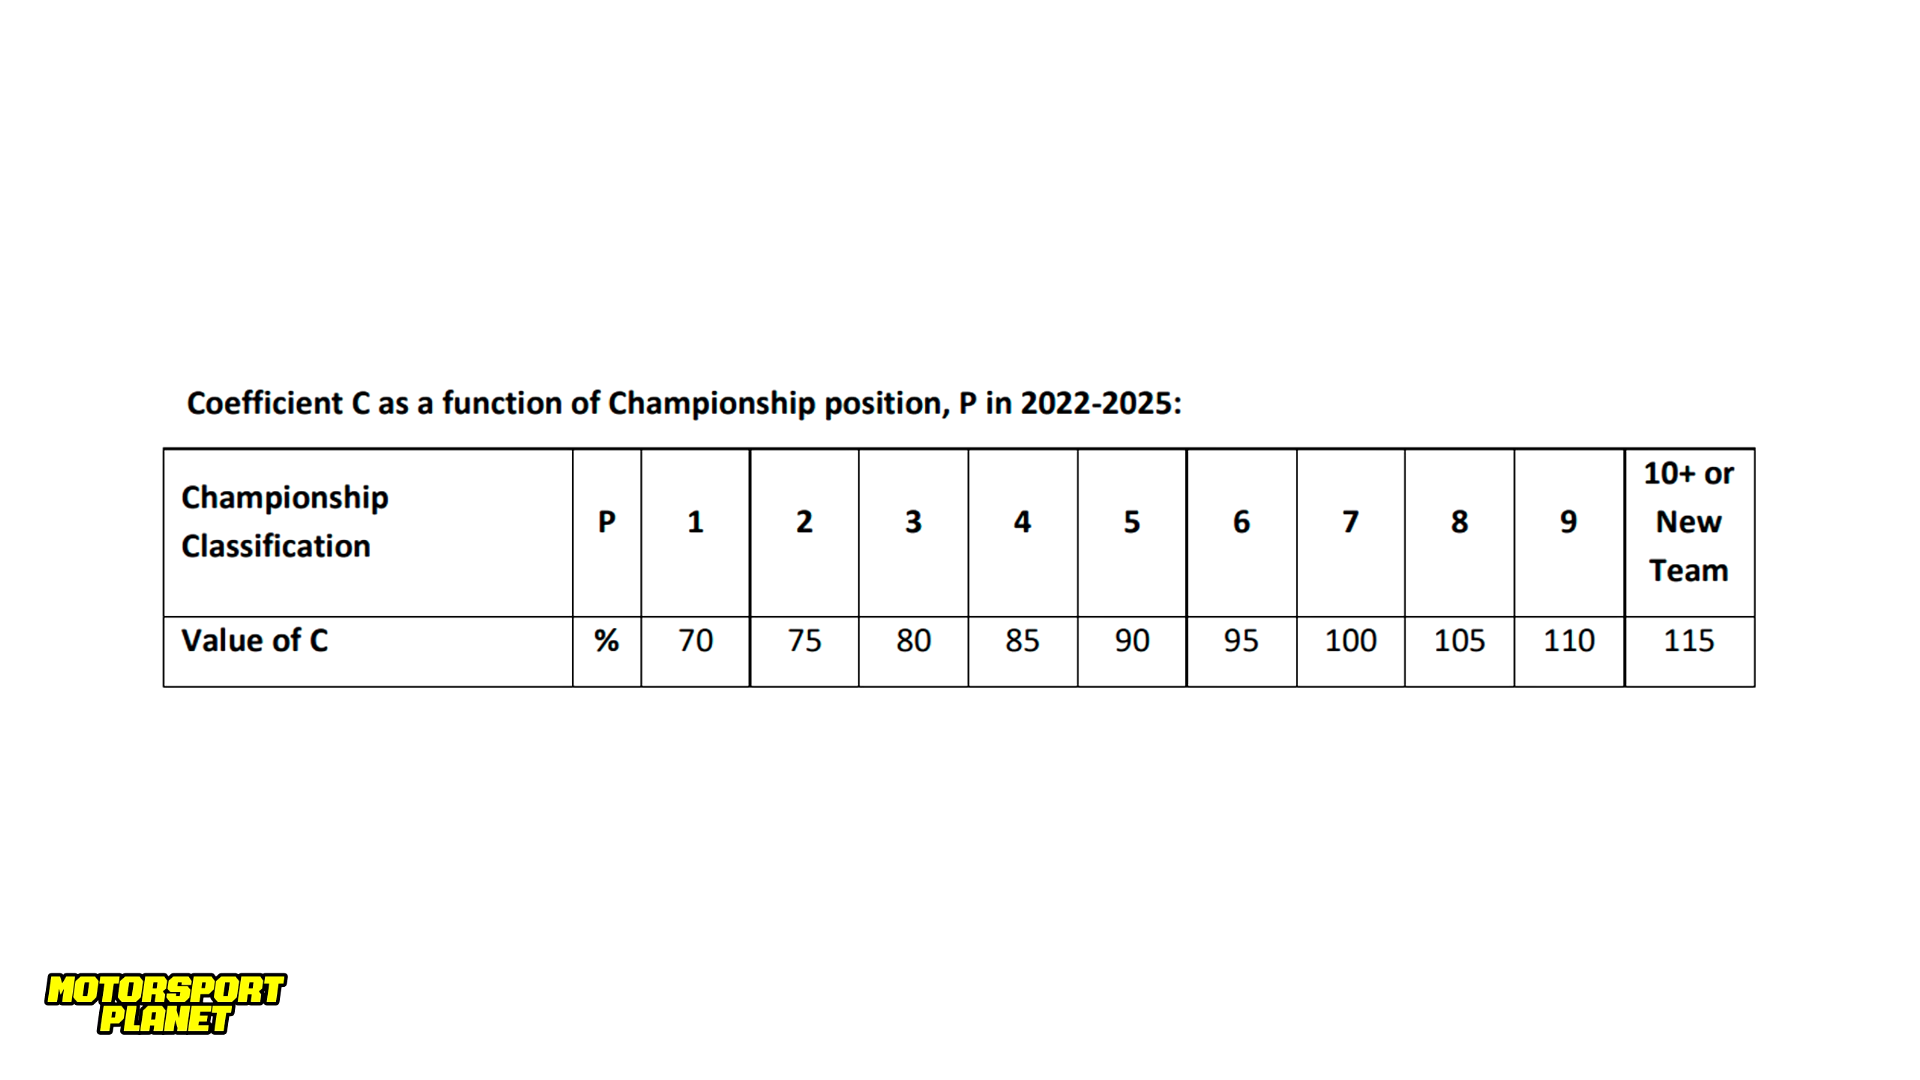 Coefficient C as a function of Championship position, P in 2022-2025:
Championship Classification P 1 2 3 4 5 6 7 8 9 10+ or New Team
Value of C % 70 75 80 85 90 95 100 105 110 115
MOTORSPORT
PLANET